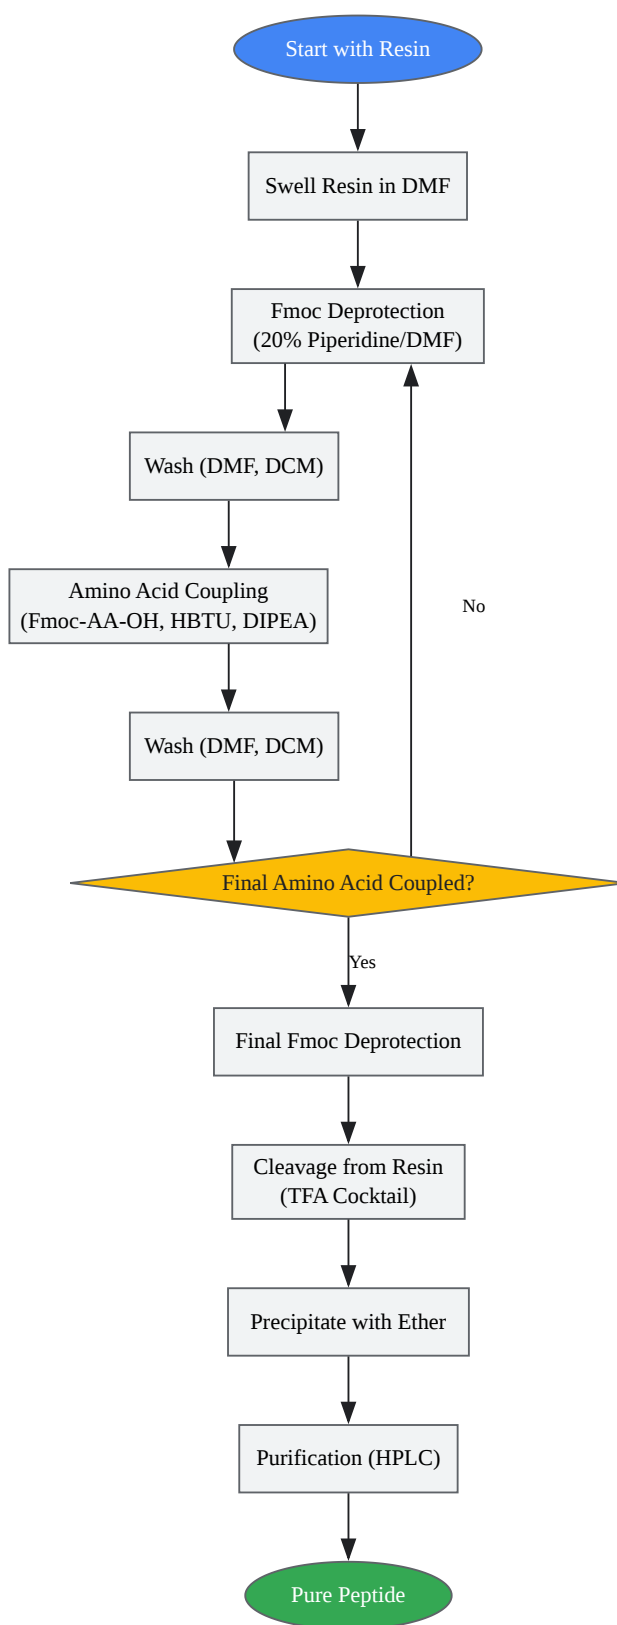 Start with Resin
Swell Resin in DMF
Fmoc Deprotection
(20% Piperidine/DMF)
Wash (DMF, DCM)
Amino Acid Coupling
(Fmoc-AA-OH, HBTU, DIPEA)
No
Wash (DMF, DCM)
Final Amino Acid Coupled?
Yes
Final Fmoc Deprotection
Cleavage from Resin
(TFA Cocktail)
Precipitate with Ether
Purification (HPLC)
Pure Peptide